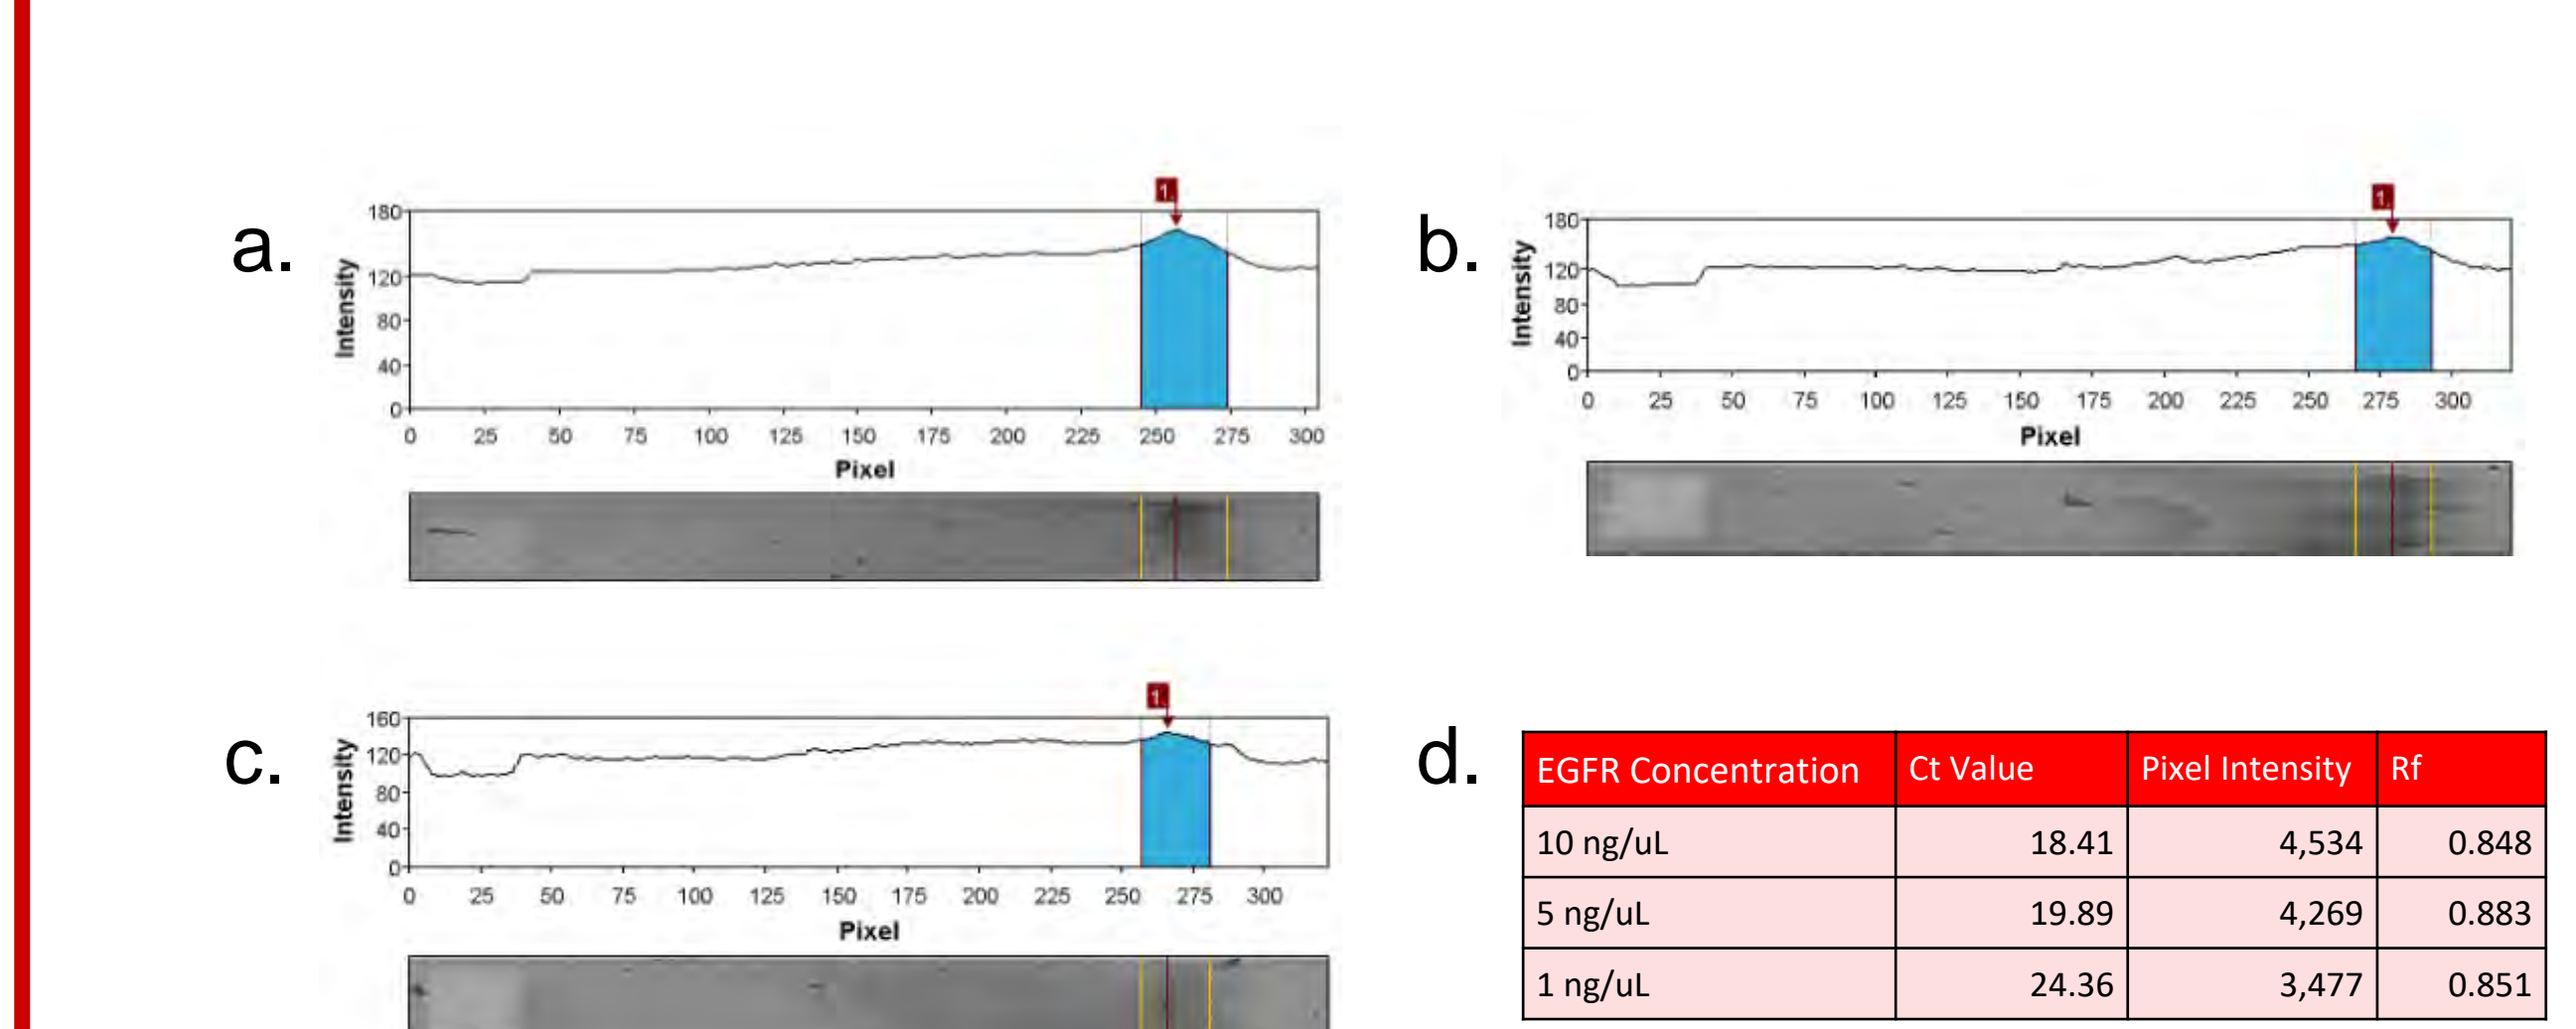 a.
1.
Intensity
180
120
80
40
0
0 25 50 75 100 125 150 175 200 225 250 275 300
Pixel
b.
1.
Intensity
180
120
80
40
0
0 25 50 75 100 125 150 175 200 225 250 275 300
Pixel
c.
1.
Intensity
160
120
80
40
0
0 25 50 75 100 125 150 175 200 225 250 275 300
Pixel
d.
EGFR Concentration Ct Value Pixel Intensity Rf
10 ng/uL 18.41 4,534 0.848
5 ng/uL 19.89 4,269 0.883
1 ng/uL 24.36 3,477 0.851